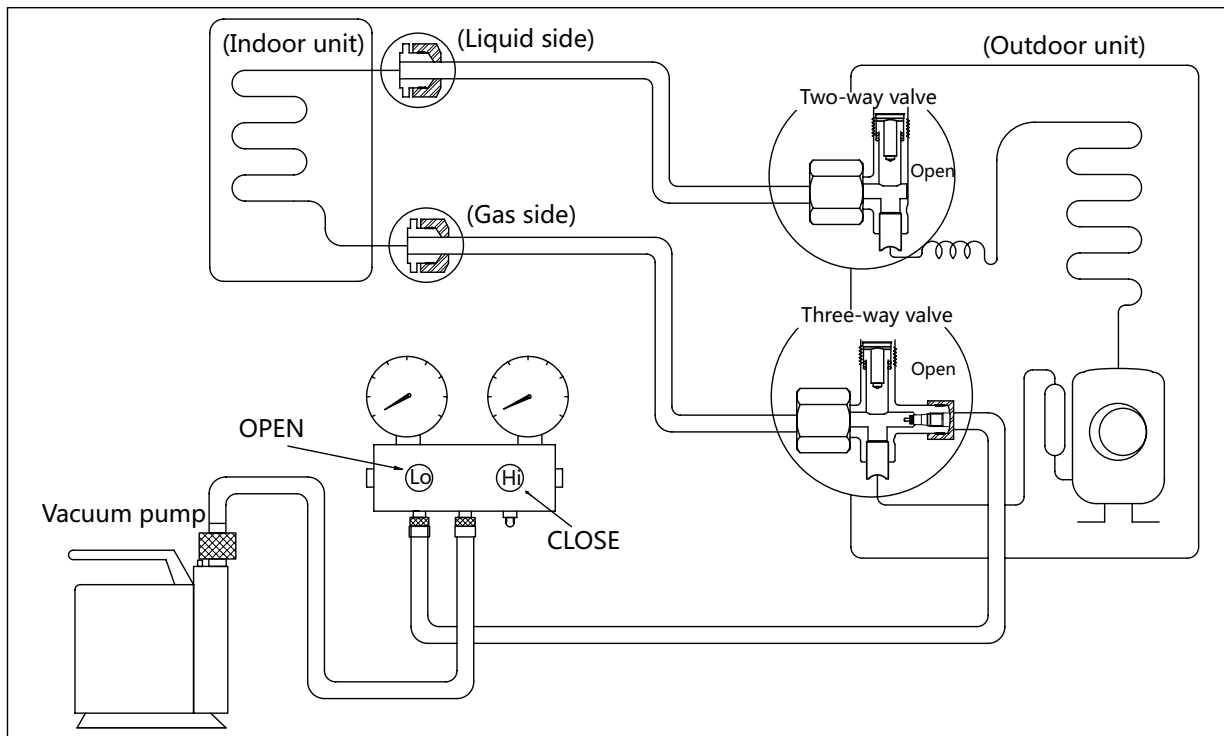 (Indoor unit)
(Liquid side)
(Outdoor unit)
Two-way valve
Open
(Gas side)
Three-way valve
Open
OPEN
Lo
Hi
CLOSE
Vacuum pump